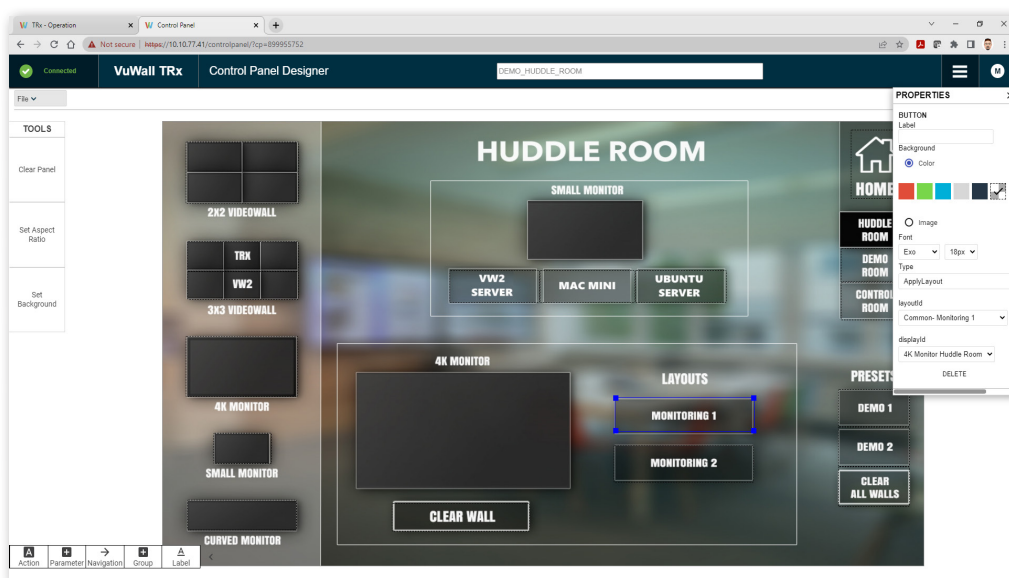 TRx - Operation
Control Panel
Not secure https://10.10.77.41/controlpanel/?cp=899955752
Connected
VuWall TRx
Control Panel Designer
DEMO_HUDDLE_ROOM
M
File
TOOLS
Clear Panel
Set Aspect
Ratio
Set
Background
2X2 VIDEOWALL
TRX
VW2
3X3 VIDEOWALL
4K MONITOR
SMALL MONITOR
CURVED MONITOR
HUDDLE ROOM
SMALL MONITOR
VW2
SERVER
MAC MINI
UBUNTU
SERVER
4K MONITOR
LAYOUTS
MONITORING 1
MONITORING 2
CLEAR WALL
HOME
HUDDLE
ROOM
DEMO
ROOM
CONTROL
ROOM
PRESETS
DEMO 1
DEMO 2
CLEAR
ALL WALLS
PROPERTIES
BUTTON
Label
Background
Color
Image
Font
Exo
18px
Type
ApplyLayout
layoutId
Common- Monitoring 1
displayId
4K Monitor Huddle Room
DELETE
A
Action
Parameter
Navigation
Group
A
Label